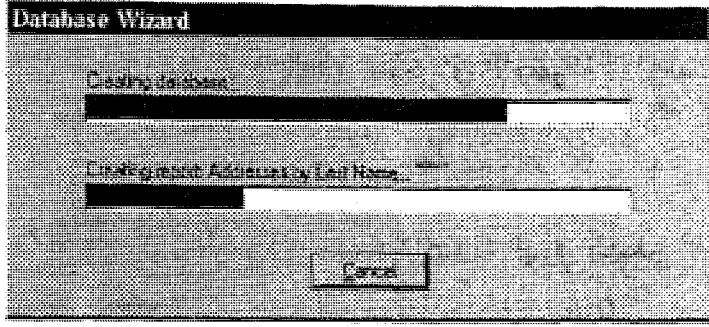 Database Wizard
Creating database...
Creating report: Addresses by Last Name...
Cancel